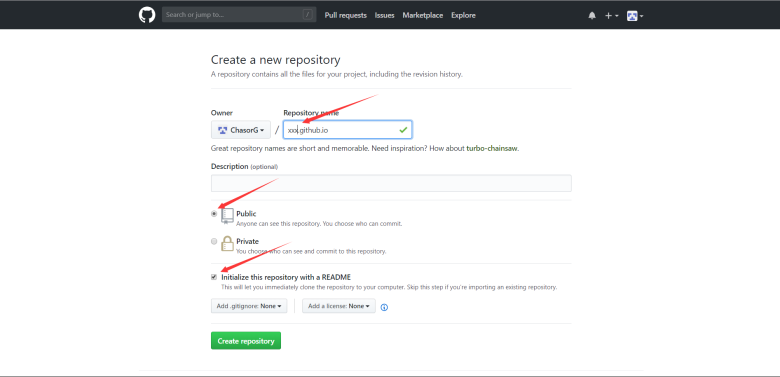 Search or jump to... / Pull requests Issues Marketplace Explore
Create a new repository
A repository contains all the files for your project, including the revision history.
Owner Repository name
ChasorG / xxx.github.io
Great repository names are short and memorable. Need inspiration? How about turbo-chainsaw.
Description (optional)
Public
Anyone can see this repository. You choose who can commit.
Private
You choose who can see and commit to this repository.
Initialize this repository with a README
This will let you immediately clone the repository to your computer. Skip this step if you're importing an existing repository.
Add .gitignore: None Add a license: None
Create repository